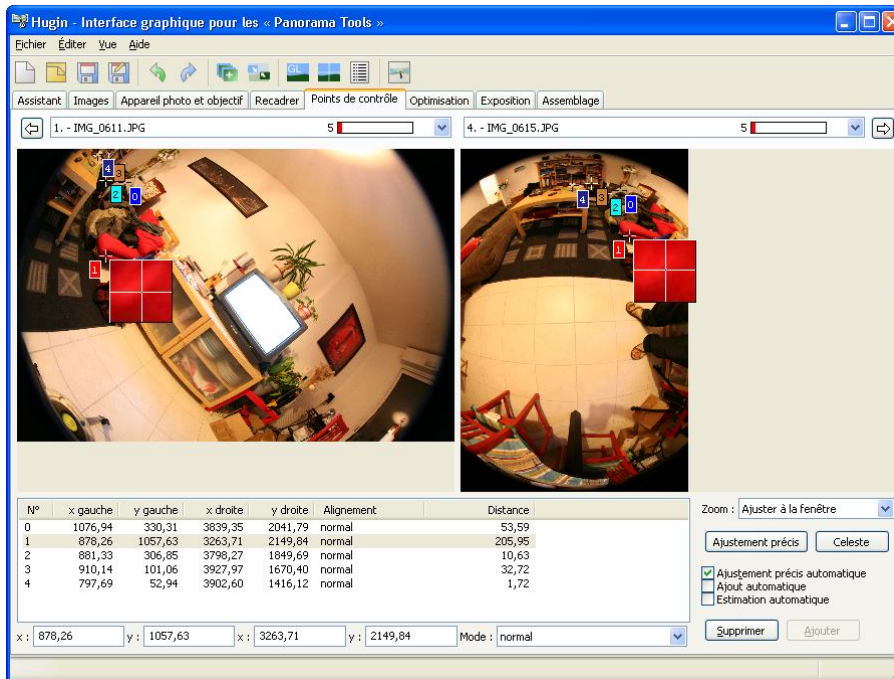 Hugin - Interface graphique pour les « Panorama Tools »
Fichier Éditer Vue Aide
GL
Assistant Images Appareil photo et objectif Recadrer Points de contrôle Optimisation Exposition Assemblage
1. - IMG_0611.JPG 5 4. - IMG_0615.JPG 5
4 3 2 0 1
4 3 2 0 1
N° x gauche y gauche x droite y droite Alignement Distance
0 1076,94 330,31 3839,35 2041,79 normal 53,59
1 878,26 1057,63 3263,71 2149,84 normal 205,95
2 881,33 306,85 3798,27 1849,69 normal 10,63
3 910,14 101,06 3927,97 1670,40 normal 32,72
4 797,69 52,94 3902,60 1416,12 normal 1,72
Zoom : Ajuster à la fenêtre
Ajustement précis Celeste
Ajustement précis automatique
Ajout automatique
Estimation automatique
x : 878,26 y : 1057,63 x : 3263,71 y : 2149,84 Mode : normal
Supprimer Ajouter